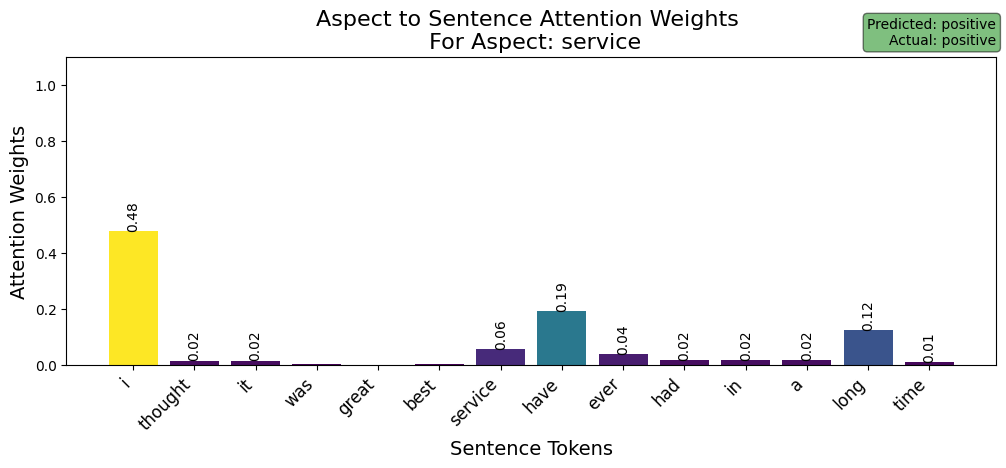 Aspect to Sentence Attention Weights
For Aspect: service
Predicted: positive
Actual: positive
Attention Weights
1.0
0.8
0.6
0.4
0.2
0.0
0.48
0.02
0.02
0.06
0.19
0.04
0.02
0.02
0.02
0.12
0.01
i
thought
it
was
great
best
service
have
ever
had
in
a
long
time
Sentence Tokens